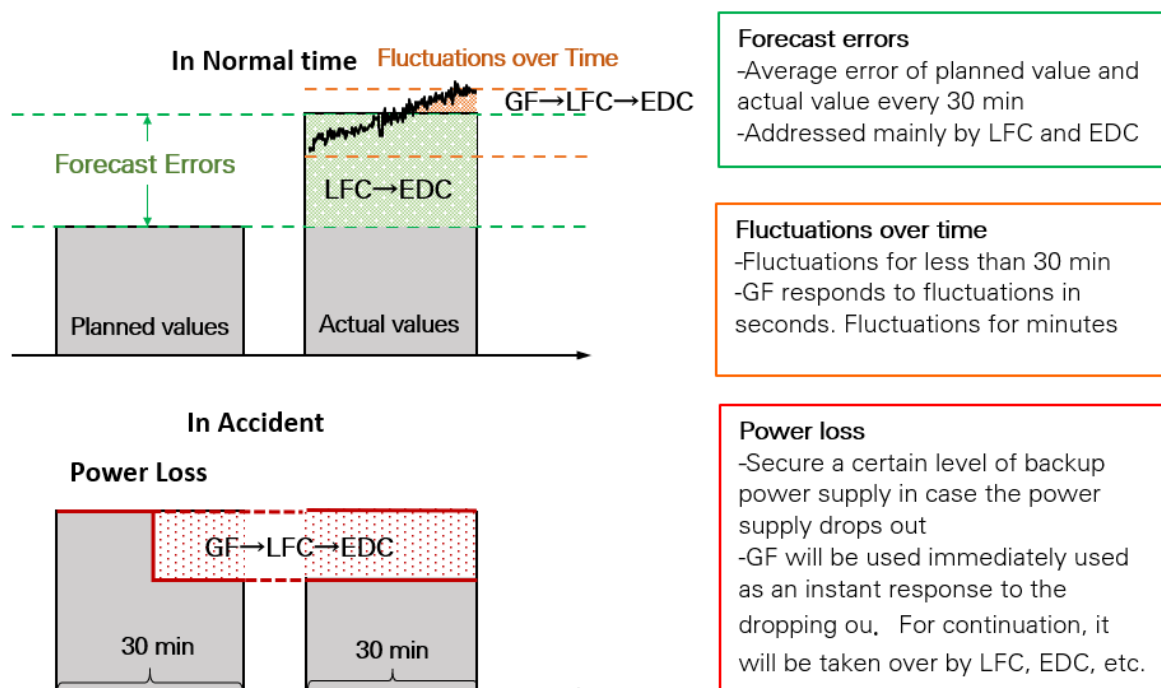 In Normal time
Fluctuations over Time
GF→LFC→EDC
Forecast Errors
LFC→EDC
Planned values
Actual values
In Accident
Power Loss
GF→LFC→EDC
30 min
30 min
Forecast errors
-Average error of planned value and
actual value every 30 min
-Addressed mainly by LFC and EDC
Fluctuations over time
-Fluctuations for less than 30 min
-GF responds to fluctuations in
seconds. Fluctuations for minutes
Power loss
-Secure a certain level of backup
power supply in case the power
supply drops out
-GF will be used immediately used
as an instant response to the
dropping ou. For continuation, it
will be taken over by LFC, EDC, etc.